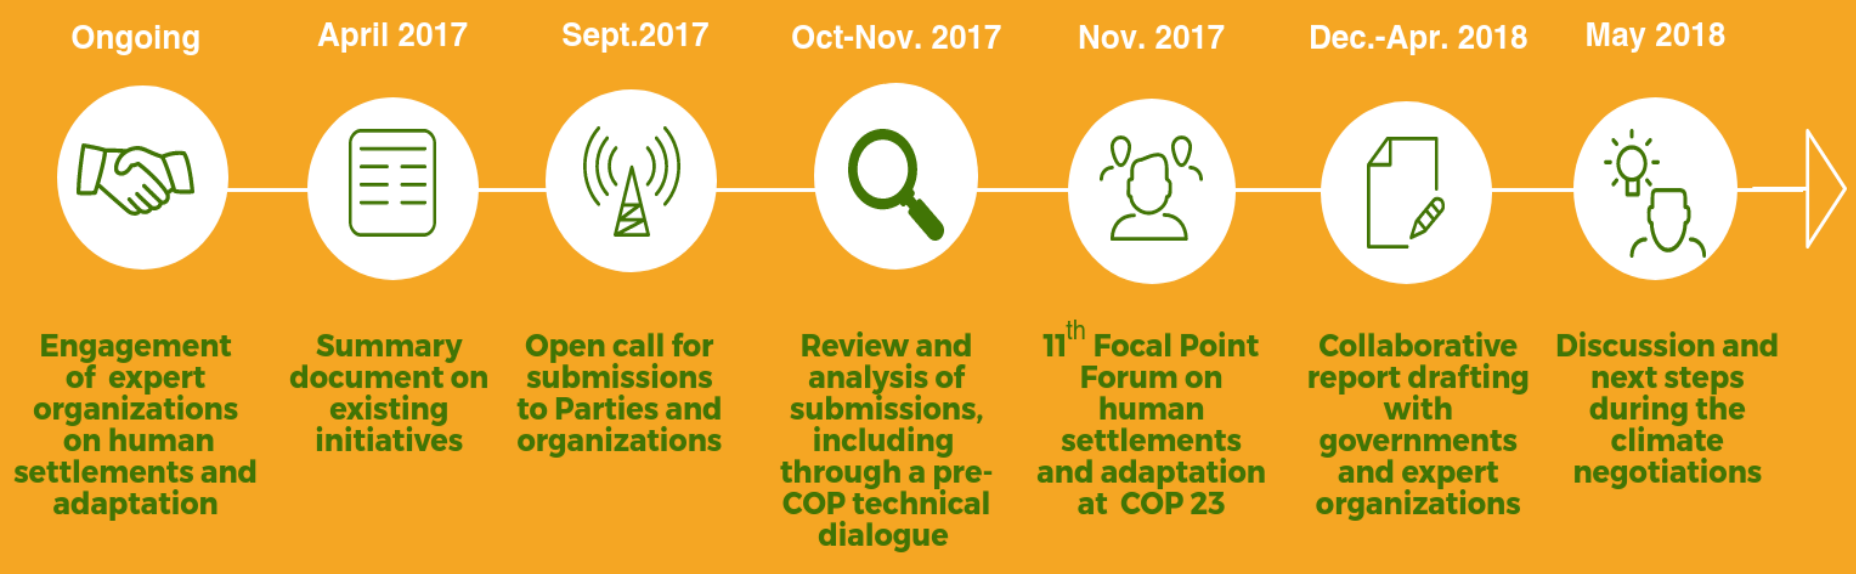 Ongoing
April 2017
Sept.2017
Oct-Nov. 2017
Nov. 2017
Dec.-Apr. 2018
May 2018
Engagement
of expert
organizations
on human
settlements and
adaptation
Summary
document on
existing
initiatives
Open call for
submissions
to Parties and
organizations
Review and
analysis of
submissions,
including
through a pre-
COP technical
dialogue
11th Focal Point
Forum on
human
settlements
and adaptation
at COP 23
Collaborative
report drafting
with
governments
and expert
organizations
Discussion and
next steps
during the
climate
negotiations